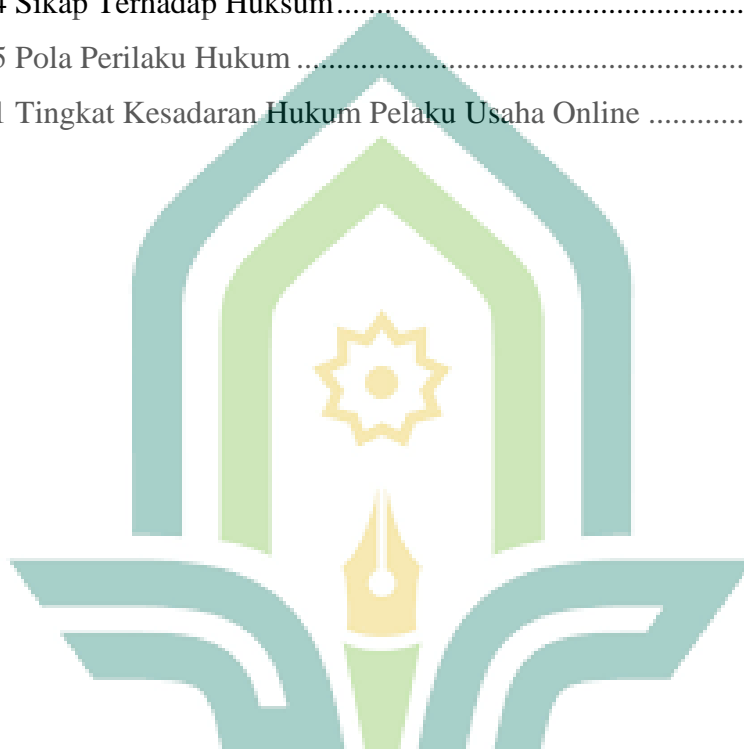 4 Sikap Terhadap Huksum........................................................
5 Pola Perilaku Hukum ........................................................
1 Tingkat Kesadaran Hukum Pelaku Usaha Online ............